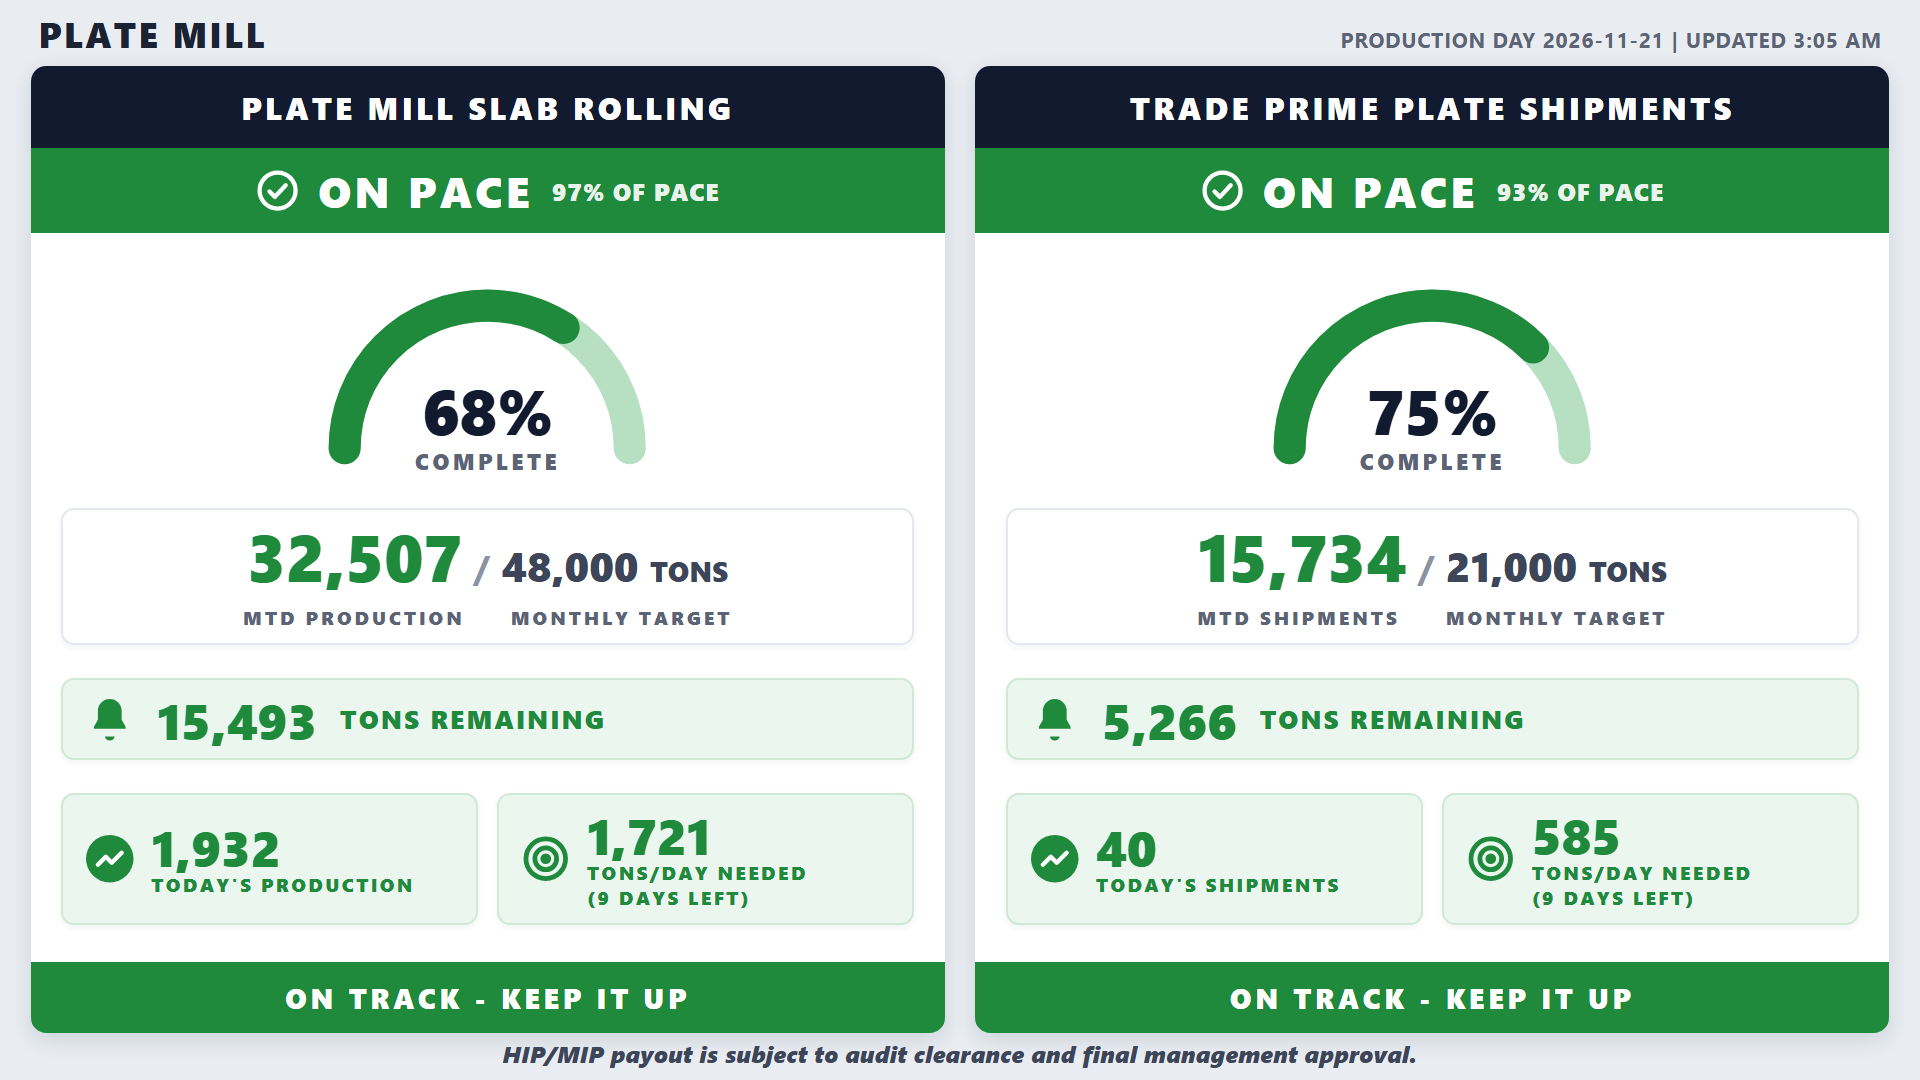 PLATE MILL
PRODUCTION DAY 2026-11-21 | UPDATED 3:05 AM
PLATE MILL SLAB ROLLING
ON PACE 97% OF PACE
68%
COMPLETE
32,507 / 48,000 TONS
MTD PRODUCTION MONTHLY TARGET
15,493 TONS REMAINING
1,932
TODAY'S PRODUCTION
1,721
TONS/DAY NEEDED
(9 DAYS LEFT)
ON TRACK - KEEP IT UP
TRADE PRIME PLATE SHIPMENTS
ON PACE 93% OF PACE
75%
COMPLETE
15,734 / 21,000 TONS
MTD SHIPMENTS MONTHLY TARGET
5,266 TONS REMAINING
40
TODAY'S SHIPMENTS
585
TONS/DAY NEEDED
(9 DAYS LEFT)
ON TRACK - KEEP IT UP
HIP/MIP payout is subject to audit clearance and final management approval.